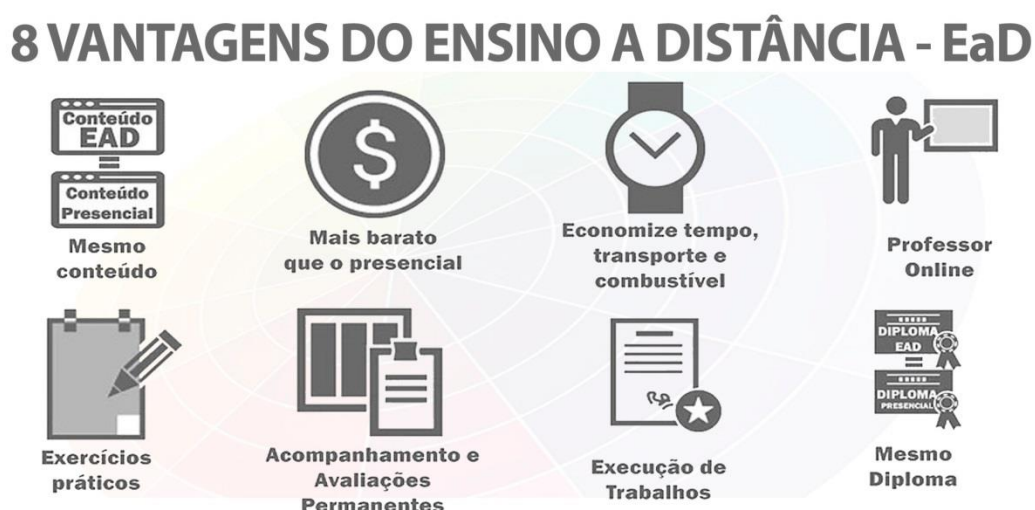 8 VANTAGENS DO ENSINO A DISTÂNCIA - EaD
Conteúdo
EAD
Conteúdo
Presencial
Mesmo
conteúdo
Mais barato
que o presencial
Economize tempo,
transporte e
combustível
Professor
Online
Exercícios
práticos
Acompanhamento e
Avaliações
Permanentes
Execução de
Trabalhos
DIPLOMA
EAD
DIPLOMA
PRESENCIAL
Mesmo
Diploma